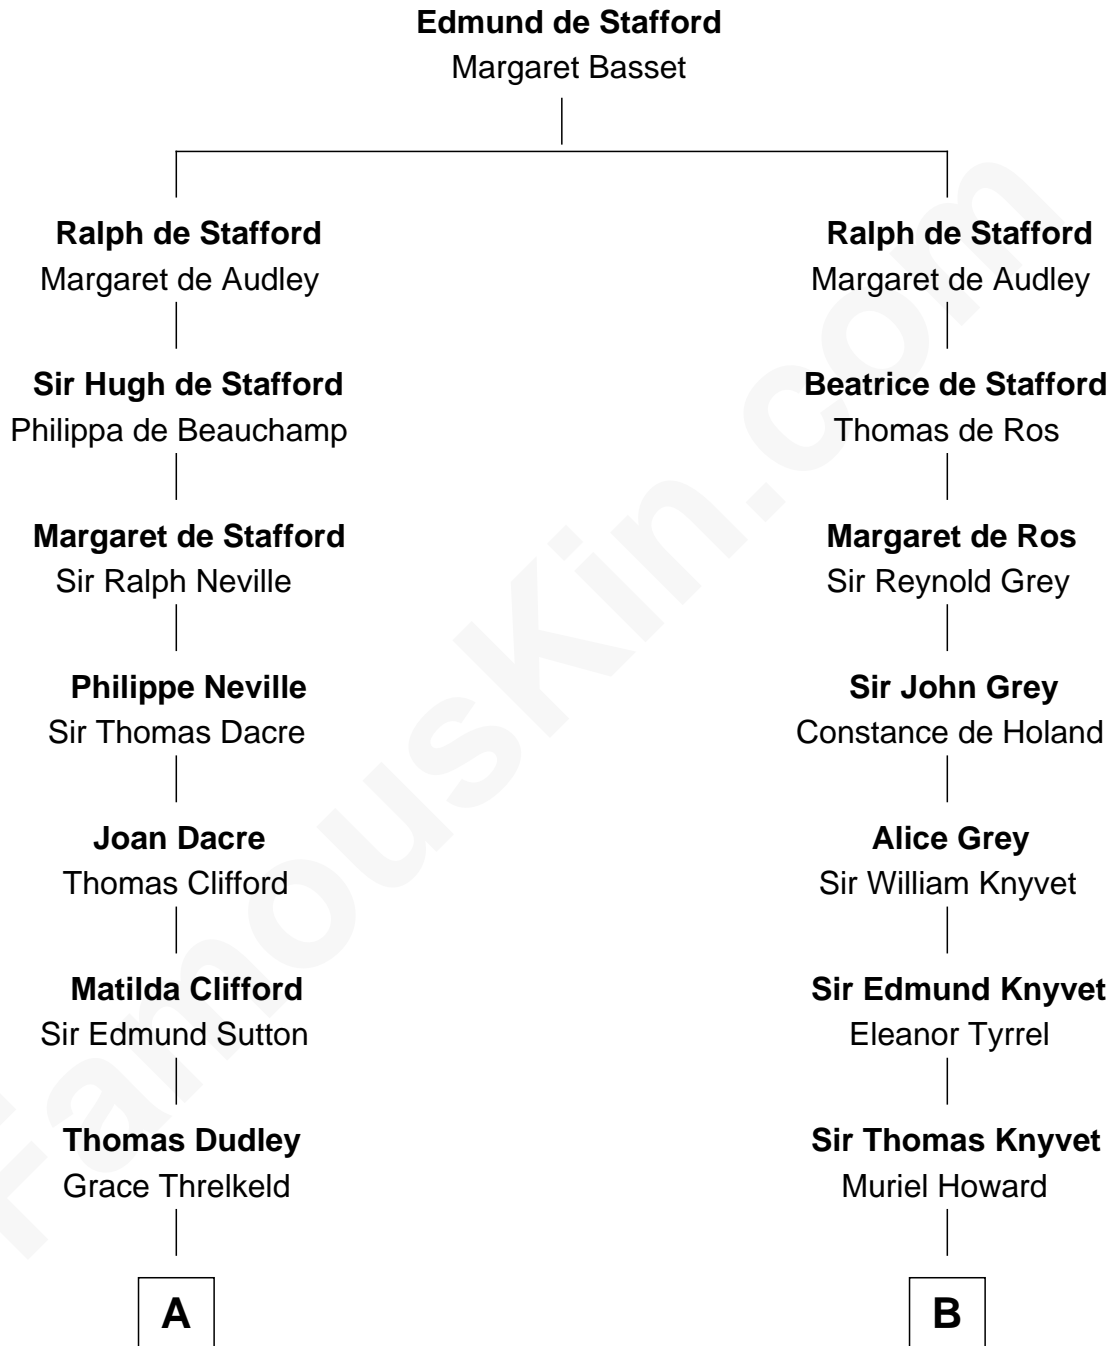 Edmund de Stafford
Margaret Basset
Ralph de Stafford
Margaret de Audley
Ralph de Stafford
Margaret de Audley
Sir Hugh de Stafford
Philippa de Beauchamp
Beatrice de Stafford
Thomas de Ros
Margaret de Stafford
Sir Ralph Neville
Margaret de Ros
Sir Reynold Grey
Philippe Neville
Sir Thomas Dacre
Sir John Grey
Constance de Holand
Joan Dacre
Thomas Clifford
Alice Grey
Sir William Knyvet
Matilda Clifford
Sir Edmund Sutton
Sir Edmund Knyvet
Eleanor Tyrrel
Thomas Dudley
Grace Threlkeld
Sir Thomas Knyvet
Muriel Howard
A
B
FamousKin.com